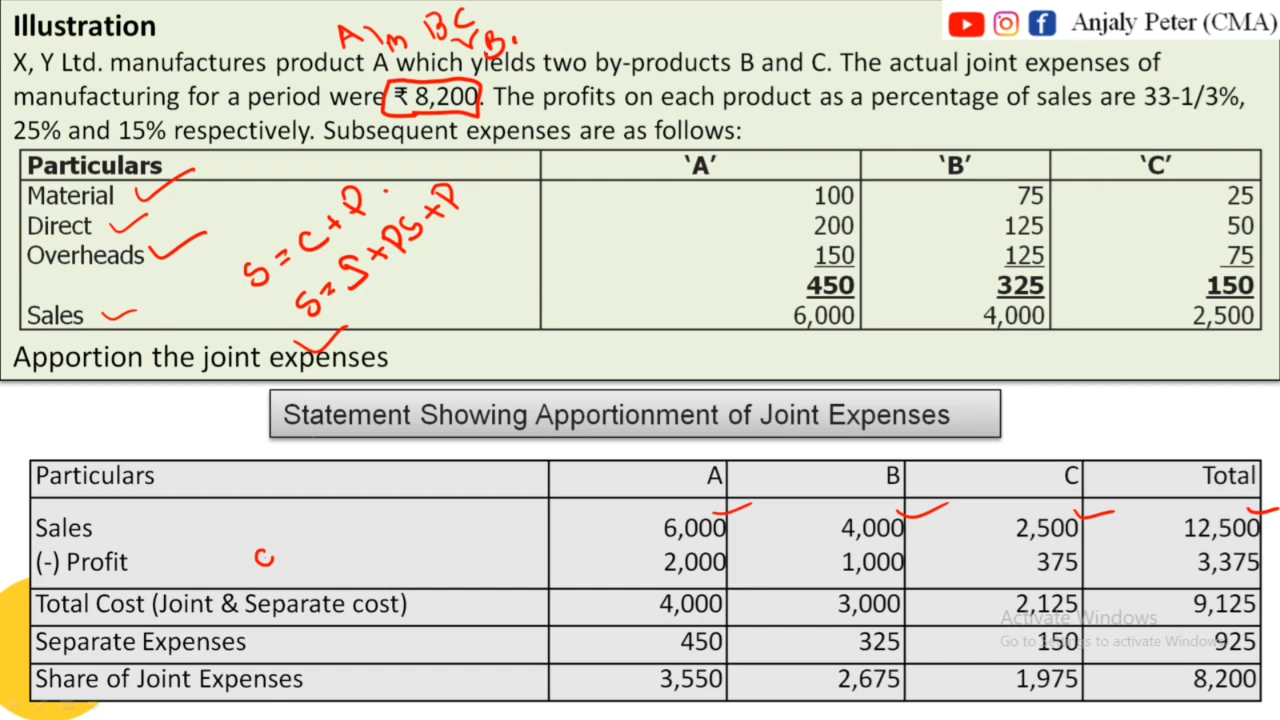 Illustration
Anjaly Peter (CMA)
A M B C B
X, Y Ltd. manufactures product A which yields two by-products B and C. The actual joint expenses of
manufacturing for a period were ₹ 8,200. The profits on each product as a percentage of sales are 33-1/3%,
25% and 15% respectively. Subsequent expenses are as follows:
Particulars 'A' 'B' 'C'
Material 100 75 25
Direct 200 125 50
Overheads 150 125 75
450 325 150
Sales 6,000 4,000 2,500
S = C + P
S = S + PS + P
Apportion the joint expenses
Statement Showing Apportionment of Joint Expenses
Particulars A B C Total
Sales 6,000 4,000 2,500 12,500
(-) Profit C 2,000 1,000 375 3,375
Total Cost (Joint & Separate cost) 4,000 3,000 2,125 9,125
Activate Windows
Separate Expenses 450 325 150 925
Go to Settings to activate Windows.
Share of Joint Expenses 3,550 2,675 1,975 8,200